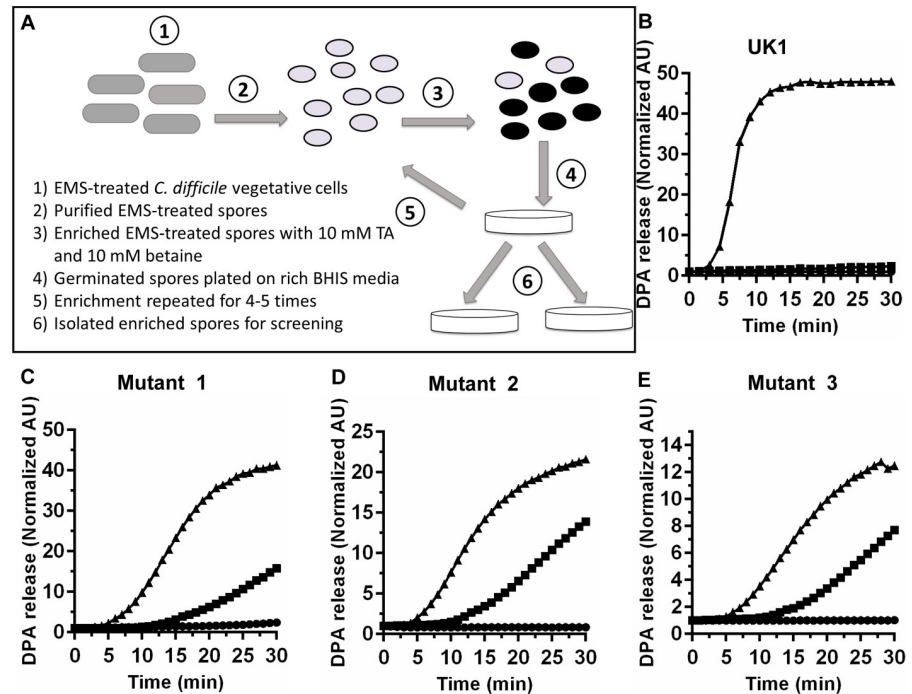 A
1
2
3
4
5
6
1) EMS-treated C. difficile vegetative cells
2) Purified EMS-treated spores
3) Enriched EMS-treated spores with 10 mM TA
and 10 mM betaine
4) Germinated spores plated on rich BHIS media
5) Enrichment repeated for 4-5 times
6) Isolated enriched spores for screening
B
UK1
DPA release (Normalized AU)
50
40
30
20
10
0
0 5 10 15 20 25 30
Time (min)
C
Mutant 1
DPA release (Normalized AU)
50
40
30
20
10
0
0 5 10 15 20 25 30
Time (min)
D
Mutant 2
DPA release (Normalized AU)
25
20
15
10
5
0
0 5 10 15 20 25 30
Time (min)
E
Mutant 3
DPA release (Normalized AU)
14
12
10
8
6
4
2
0
0 5 10 15 20 25 30
Time (min)